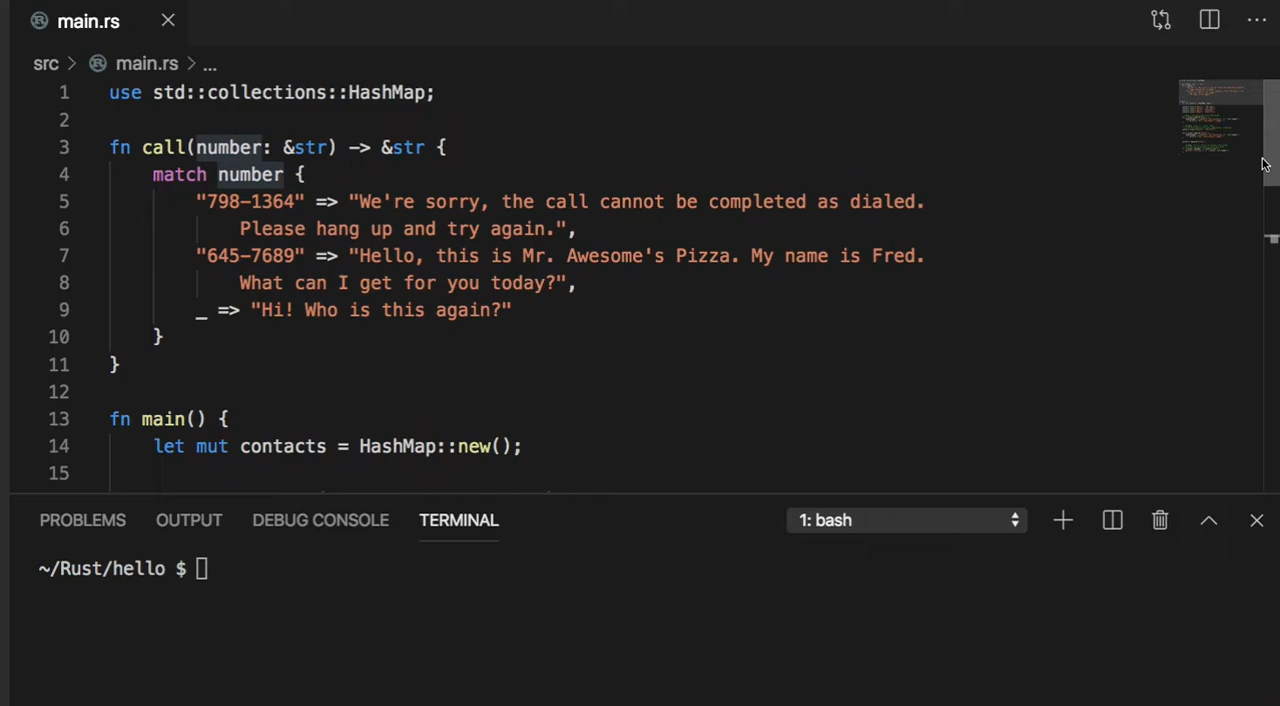 main.rs
src > main.rs > ...
1 use std::collections::HashMap;
2
3 fn call(number: &str) -> &str {
4 match number {
5 "798-1364" => "We're sorry, the call cannot be completed as dialed.
6 Please hang up and try again.",
7 "645-7689" => "Hello, this is Mr. Awesome's Pizza. My name is Fred.
8 What can I get for you today?",
9 _ => "Hi! Who is this again?"
10 }
11 }
12
13 fn main() {
14 let mut contacts = HashMap::new();
15
PROBLEMS OUTPUT DEBUG CONSOLE TERMINAL 1: bash
~/Rust/hello $